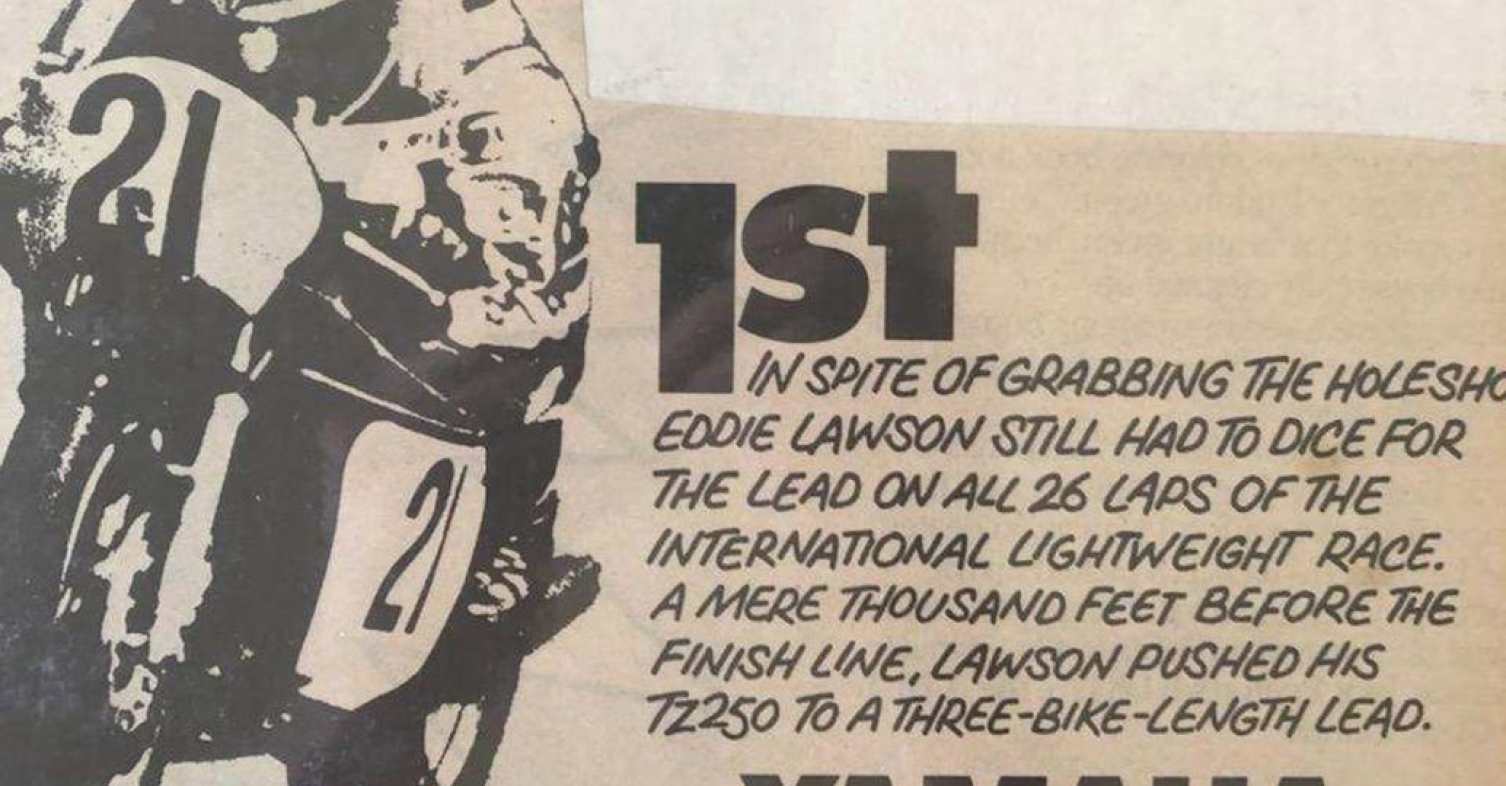 21
1st
IN SPITE OF GRABBING THE HOLESHO
EDDIE LAWSON STILL HAD TO DICE FOR
THE LEAD ON ALL 26 LAPS OF THE
INTERNATIONAL LIGHTWEIGHT RACE.
A MERE THOUSAND FEET BEFORE THE
FINISH LINE, LAWSON PUSHED HIS
TZ250 TO A THREE-BIKE-LENGTH LEAD.
21
YAMAHA